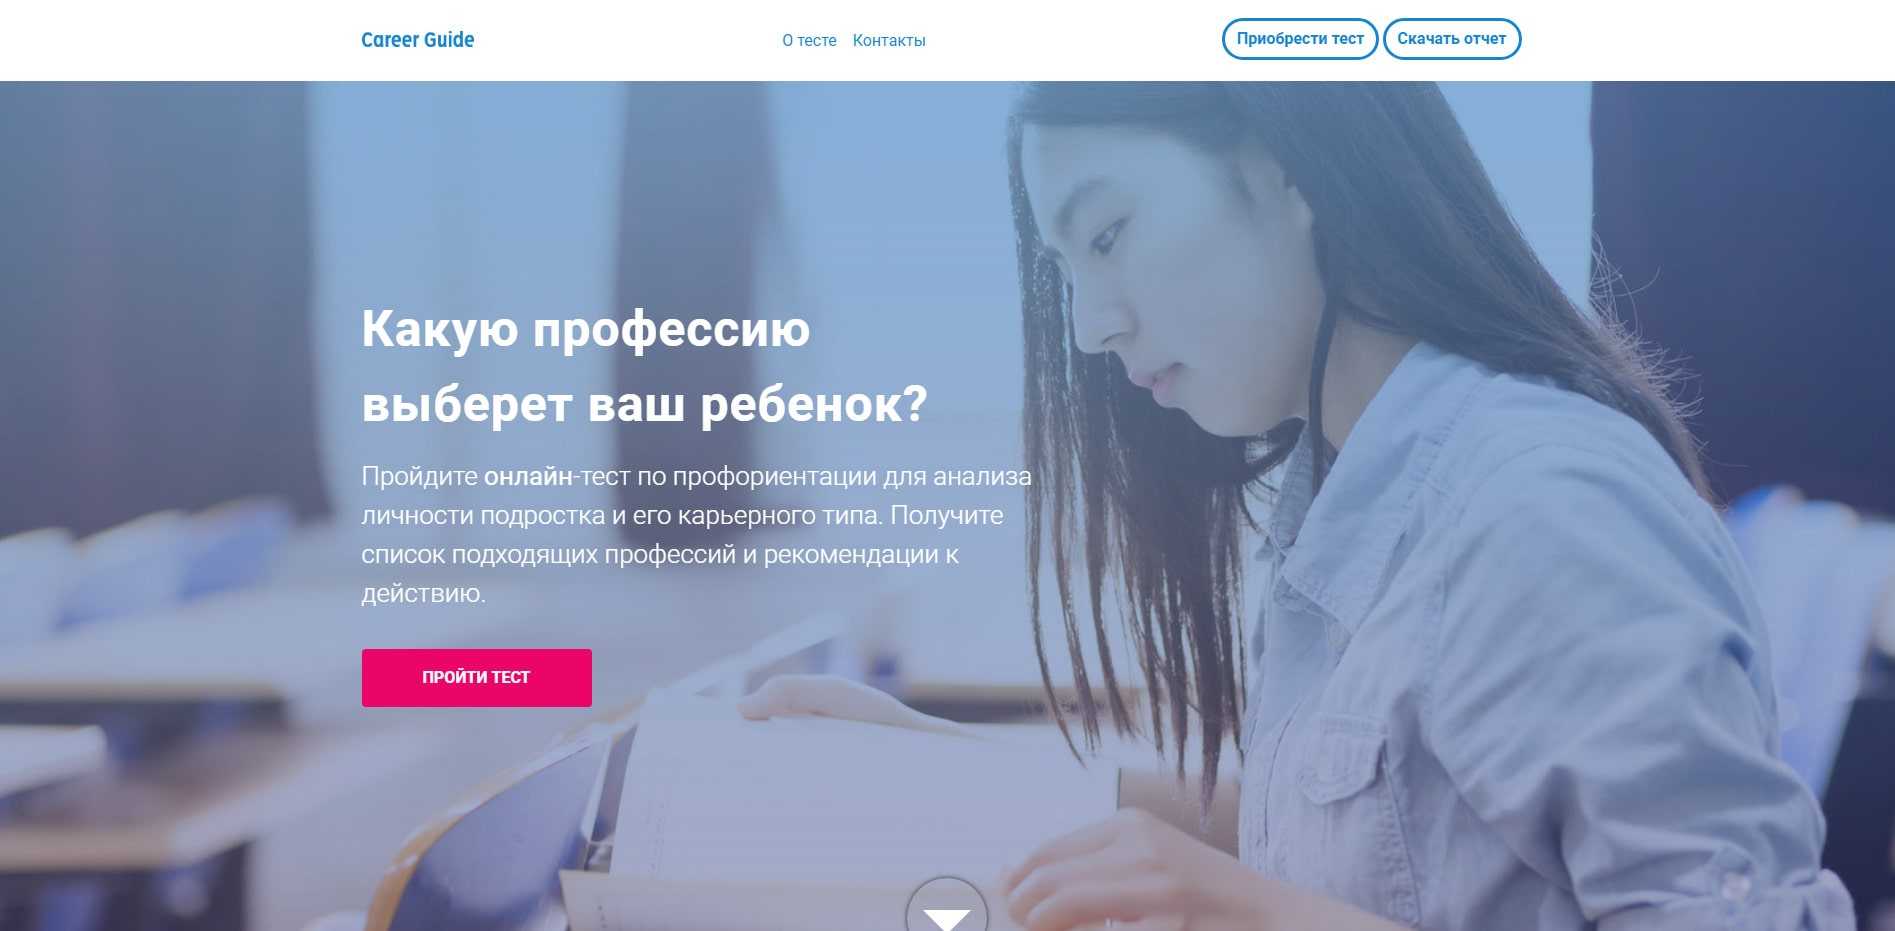 Career Guide
О тесте Контакты
Приобрести тест Скачать отчет
Какую профессию
выберет ваш ребенок?
Пройдите онлайн-тест по профориентации для анализа
личности подростка и его карьерного типа. Получите
список подходящих профессий и рекомендации к
действию.
ПРОЙТИ ТЕСТ